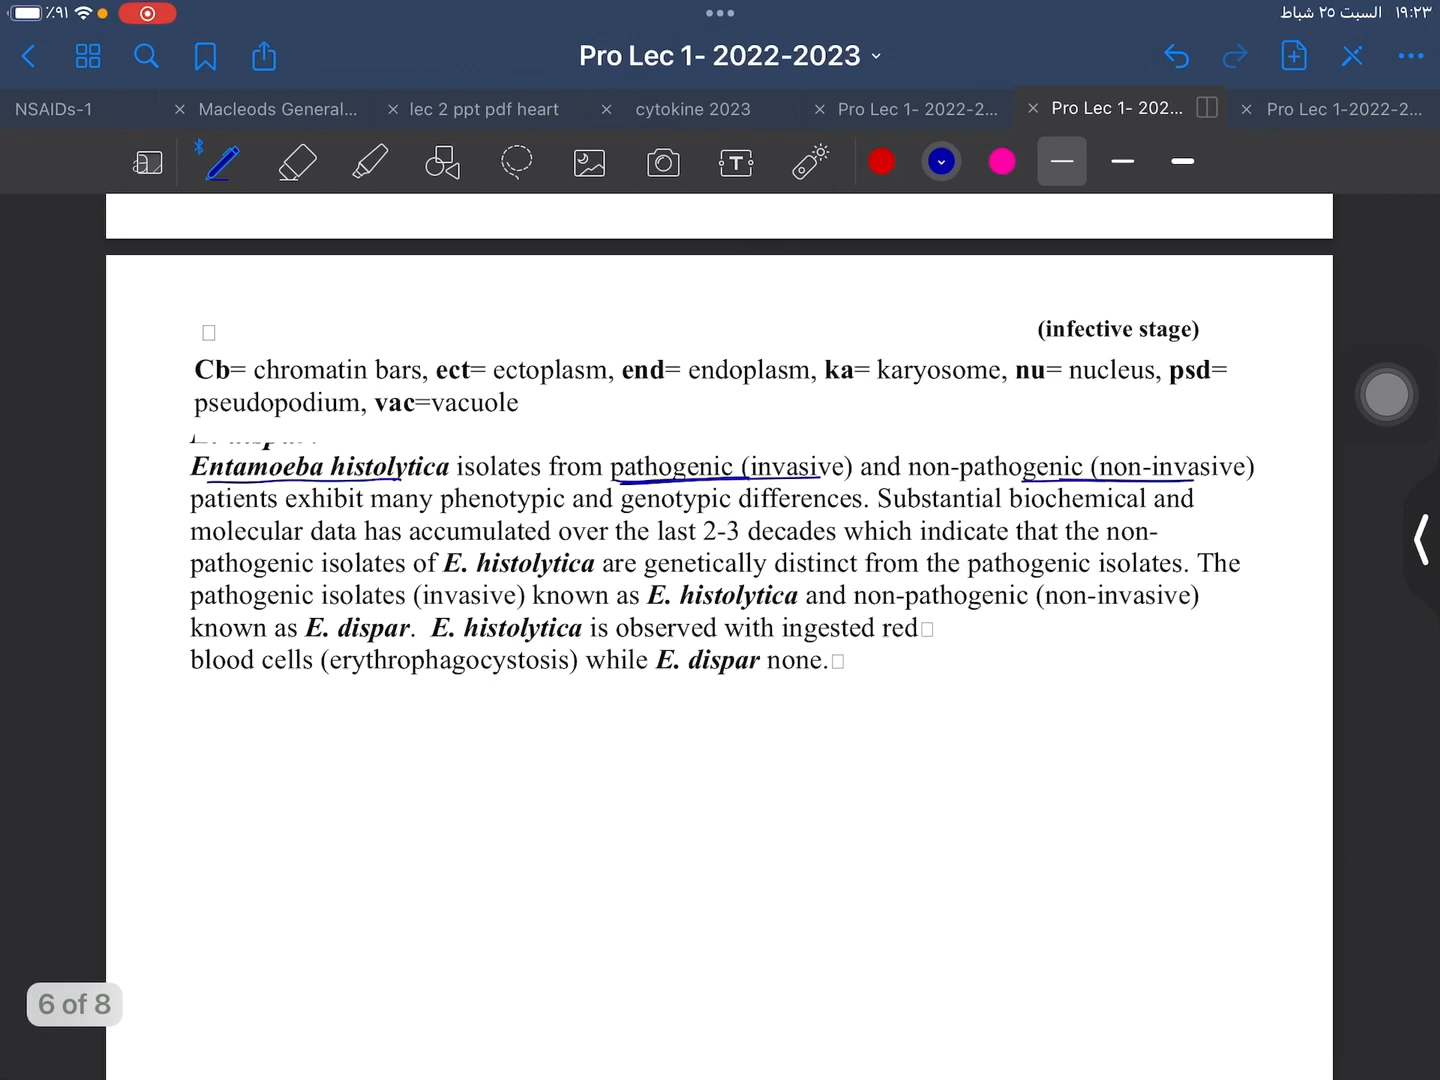 ٪٩١
السبت ٢٥ شباط ١٩:٢٣
Pro Lec 1- 2022-2023
NSAIDs-1
Macleods General...
lec 2 ppt pdf heart
cytokine 2023
Pro Lec 1- 2022-2...
Pro Lec 1- 202...
Pro Lec 1-2022-2...
T
(infective stage)
Cb= chromatin bars, ect= ectoplasm, end= endoplasm, ka= karyosome, nu= nucleus, psd=
pseudopodium, vac=vacuole
Entamoeba histolytica isolates from pathogenic (invasive) and non-pathogenic (non-invasive)
patients exhibit many phenotypic and genotypic differences. Substantial biochemical and
molecular data has accumulated over the last 2-3 decades which indicate that the non-
pathogenic isolates of E. histolytica are genetically distinct from the pathogenic isolates. The
pathogenic isolates (invasive) known as E. histolytica and non-pathogenic (non-invasive)
known as E. dispar. E. histolytica is observed with ingested red
blood cells (erythrophagocystosis) while E. dispar none.
6 of 8